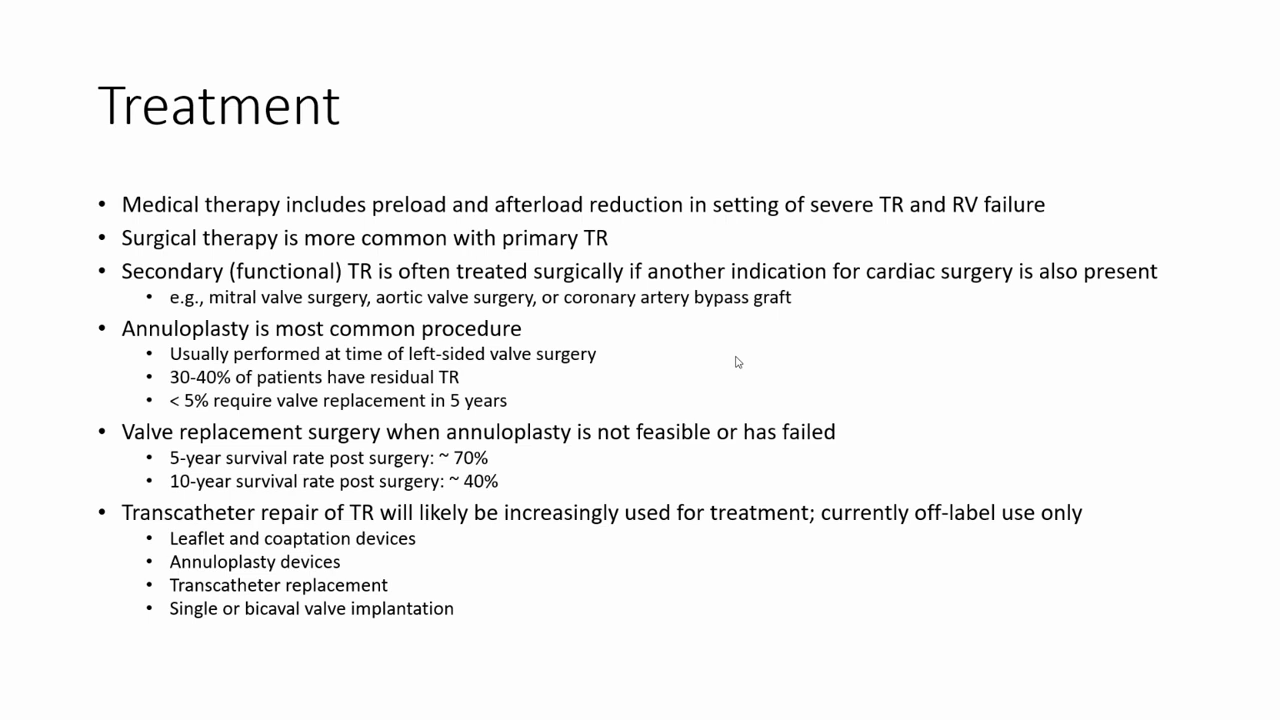 Treatment
• Medical therapy includes preload and afterload reduction in setting of severe TR and RV failure
• Surgical therapy is more common with primary TR
• Secondary (functional) TR is often treated surgically if another indication for cardiac surgery is also present
• e.g., mitral valve surgery, aortic valve surgery, or coronary artery bypass graft
• Annuloplasty is most common procedure
• Usually performed at time of left-sided valve surgery
• 30-40% of patients have residual TR
• < 5% require valve replacement in 5 years
• Valve replacement surgery when annuloplasty is not feasible or has failed
• 5-year survival rate post surgery: ~ 70%
• 10-year survival rate post surgery: ~ 40%
• Transcatheter repair of TR will likely be increasingly used for treatment; currently off-label use only
• Leaflet and coaptation devices
• Annuloplasty devices
• Transcatheter replacement
• Single or bicaval valve implantation